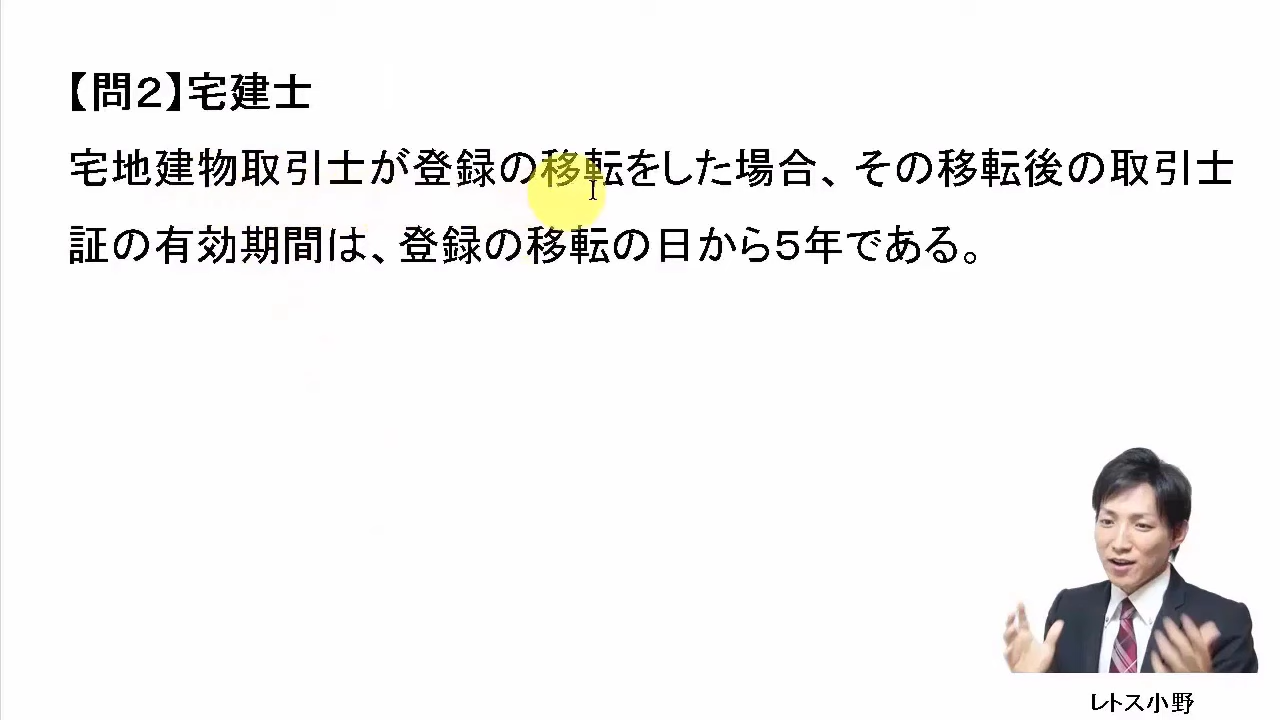 【問２】宅建士
宅地建物取引士が登録の移転をした場合、その移転後の取引士
証の有効期間は、登録の移転の日から５年である。
レトス小野